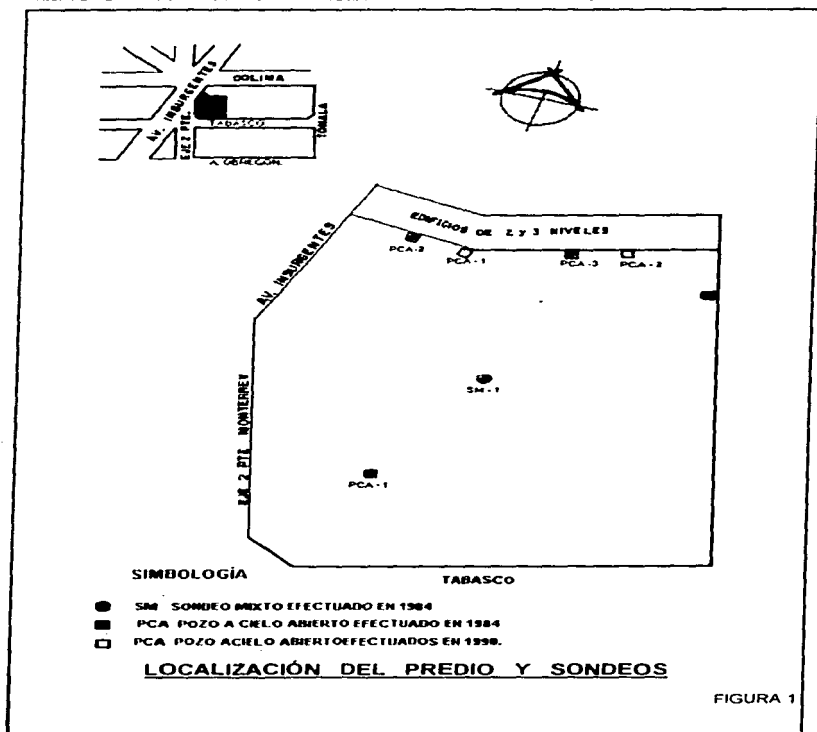 COLIMA
AV. INSURGENTES
EJE 2 PTE.
TABASCO
TONALA
A. OBREGON.
EDIFICIOS DE 2 y 3 NIVELES
PCA-2
PCA-1
PCA-3
PCA-2
AV. INSURGENTES
SM-1
EJE 2 PTE MONTERREY
PCA-1
SIMBOLOGÍA
TABASCO
SM SONDEO MIXTO EFECTUADO EN 1984
PCA POZO A CIELO ABIERTO EFECTUADO EN 1984
PCA POZO ACIELO ABIERTOEFECTUADOS EN 1990.
LOCALIZACIÓN DEL PREDIO Y SONDEOS
FIGURA 1